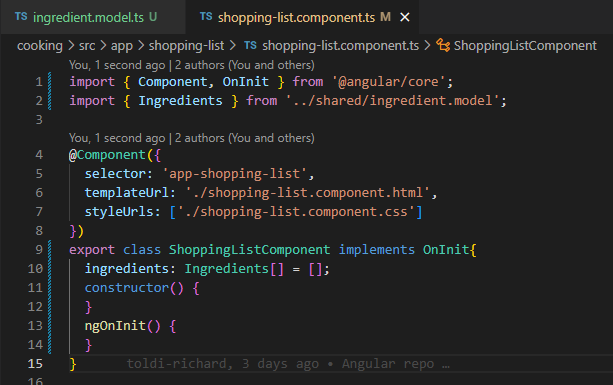 TS ingredient.model.ts U
TS shopping-list.component.ts M ×
cooking > src > app > shopping-list > TS shopping-list.component.ts > ShoppingListComponent
You, 1 second ago | 2 authors (You and others)
1 import { Component, OnInit } from '@angular/core';
2 import { Ingredients } from '../shared/ingredient.model';
3
You, 1 second ago | 2 authors (You and others)
4 @Component({
5 selector: 'app-shopping-list',
6 templateUrl: './shopping-list.component.html',
7 styleUrls: ['./shopping-list.component.css']
8 })
9 export class ShoppingListComponent implements OnInit{
10 ingredients: Ingredients[] = [];
11 constructor() {
12 }
13 ngOnInit() {
14 }
15 } toldi-richard, 3 days ago • Angular repo …
16